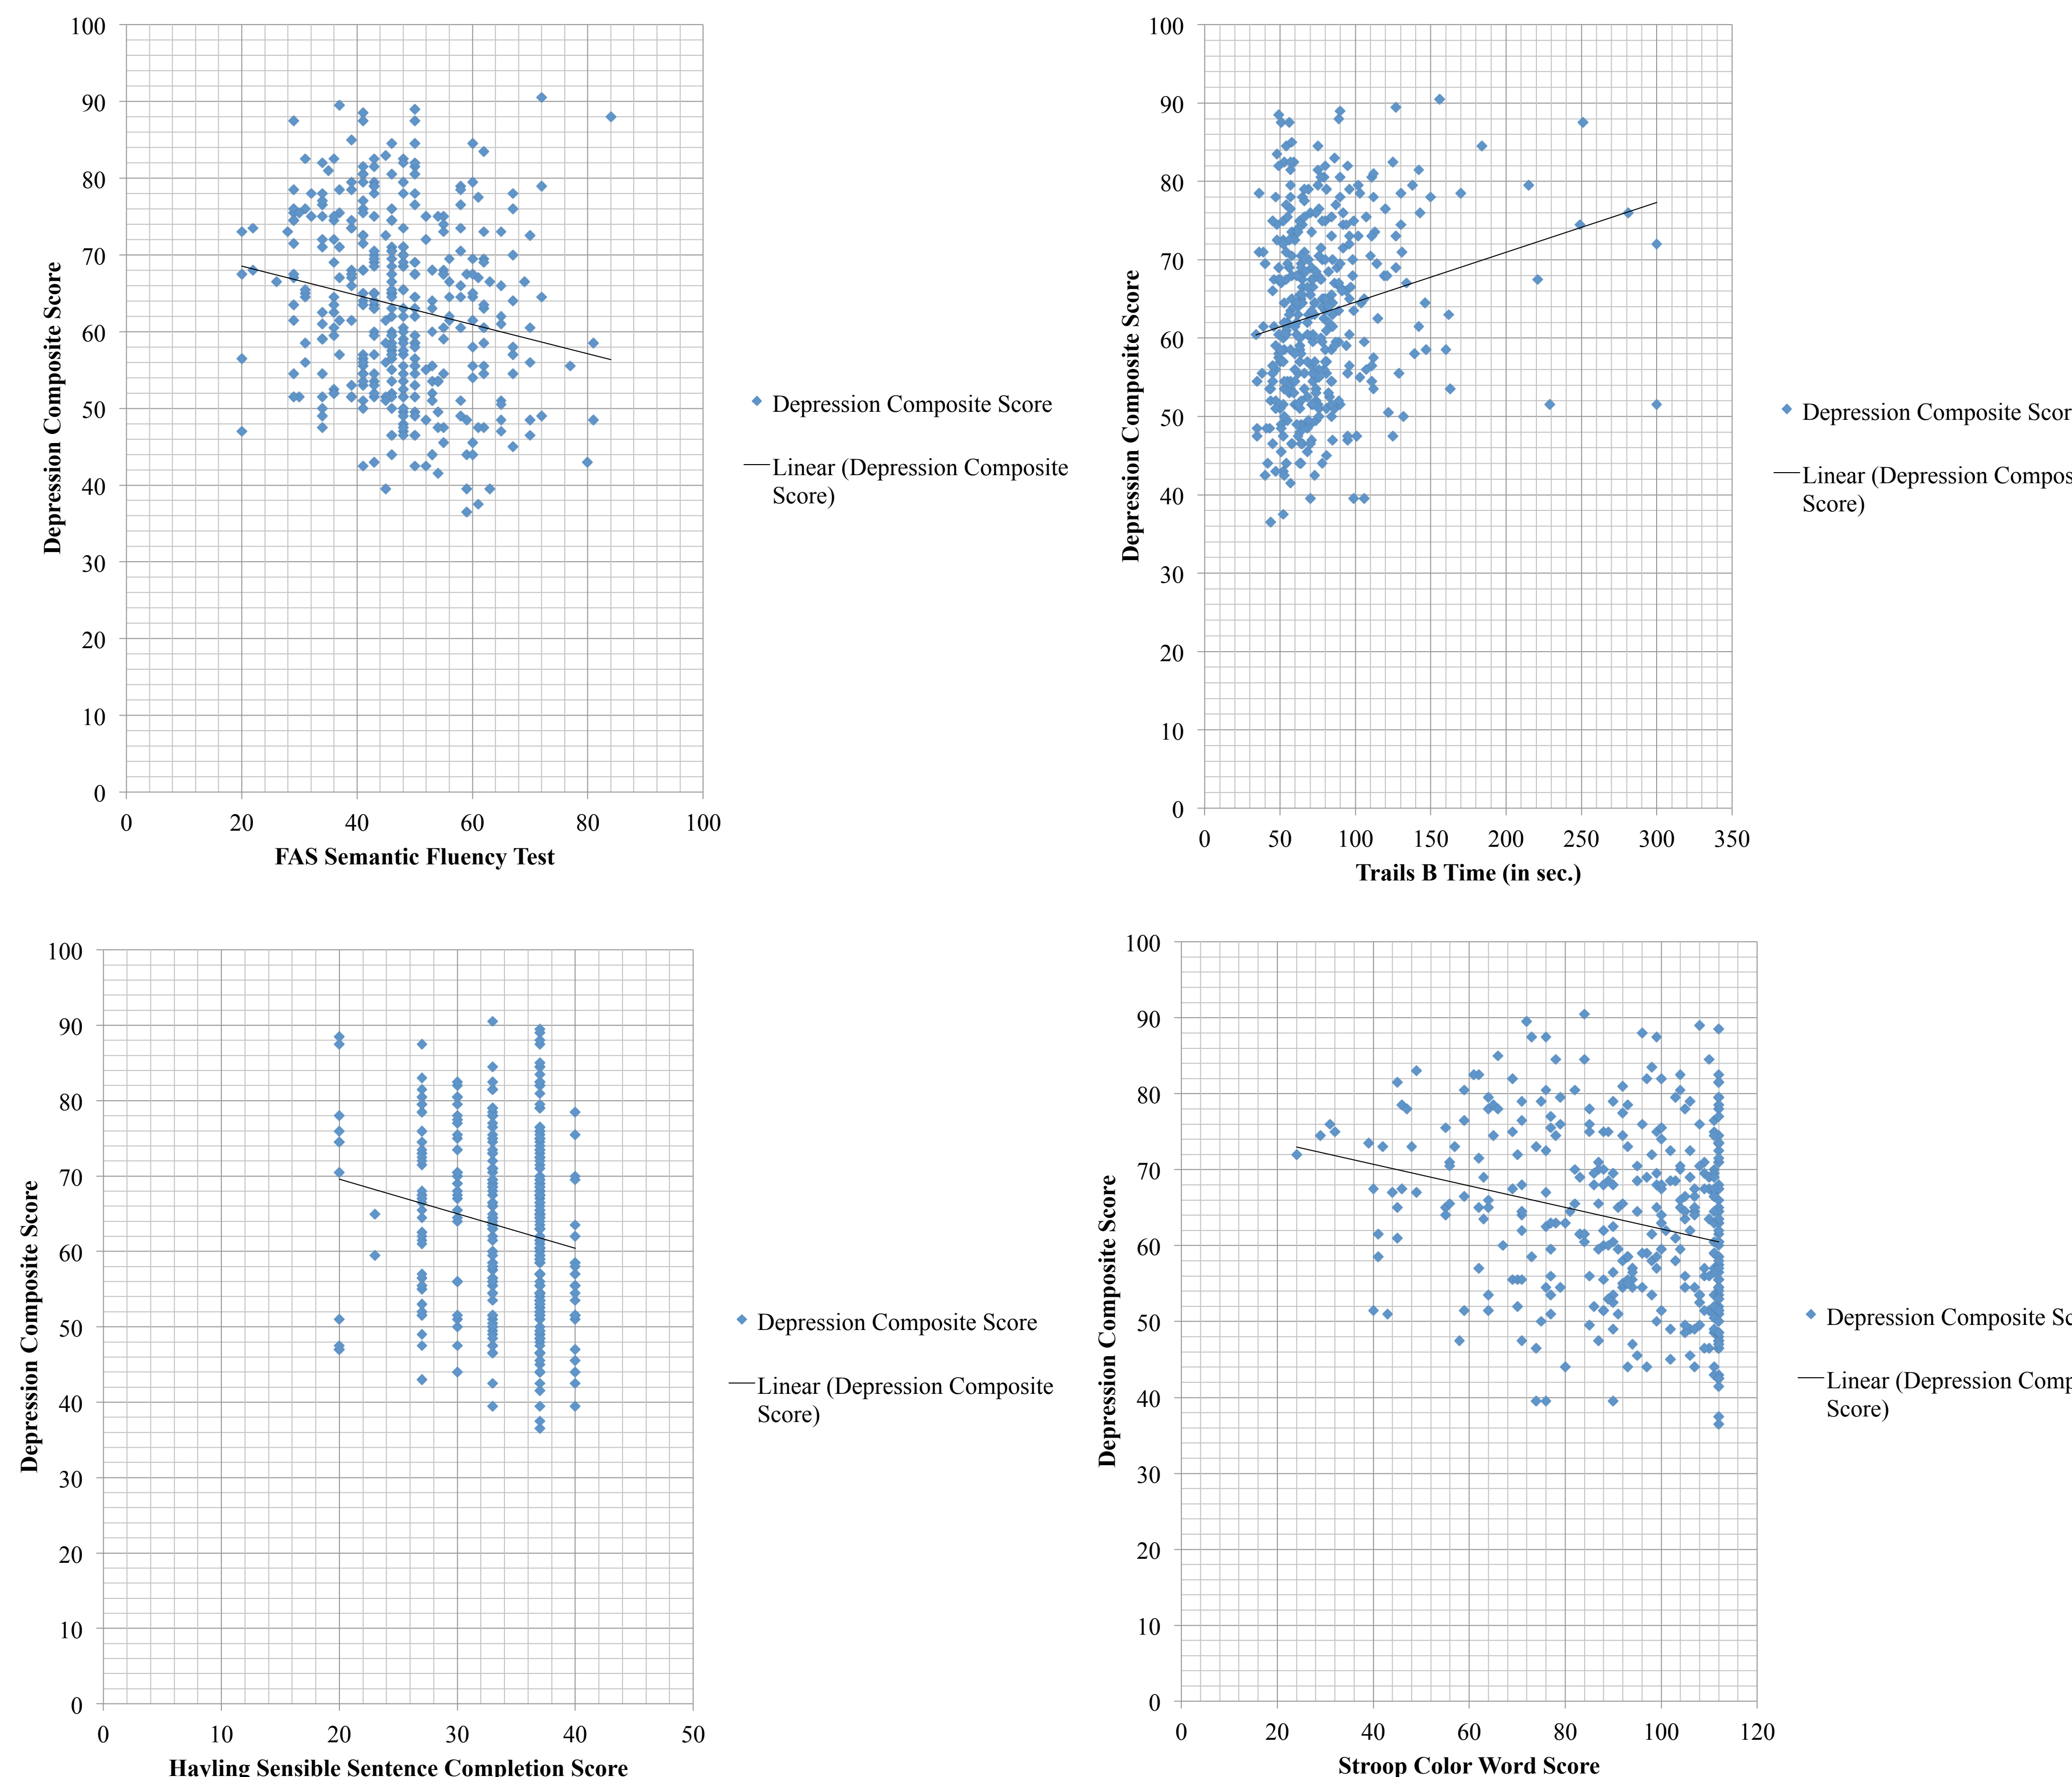 100
90
80
70
60
50
40
30
20
10
0
0 20 40 60 80 100
Depression Composite Score
FAS Semantic Fluency Test
Depression Composite Score
Linear (Depression Composite
Score)
100
90
80
70
60
50
40
30
20
10
0
0 50 100 150 200 250 300 350
Depression Composite Score
Trails B Time (in sec.)
Depression Composite Scor
Linear (Depression Compos
Score)
100
90
80
70
60
50
40
30
20
10
0
0 10 20 30 40 50
Depression Composite Score
Hayling Sensible Sentence Completion Score
Depression Composite Score
Linear (Depression Composite
Score)
100
90
80
70
60
50
40
30
20
10
0
0 20 40 60 80 100 120
Depression Composite Score
Stroop Color Word Score
Depression Composite Sc
Linear (Depression Comp
Score)